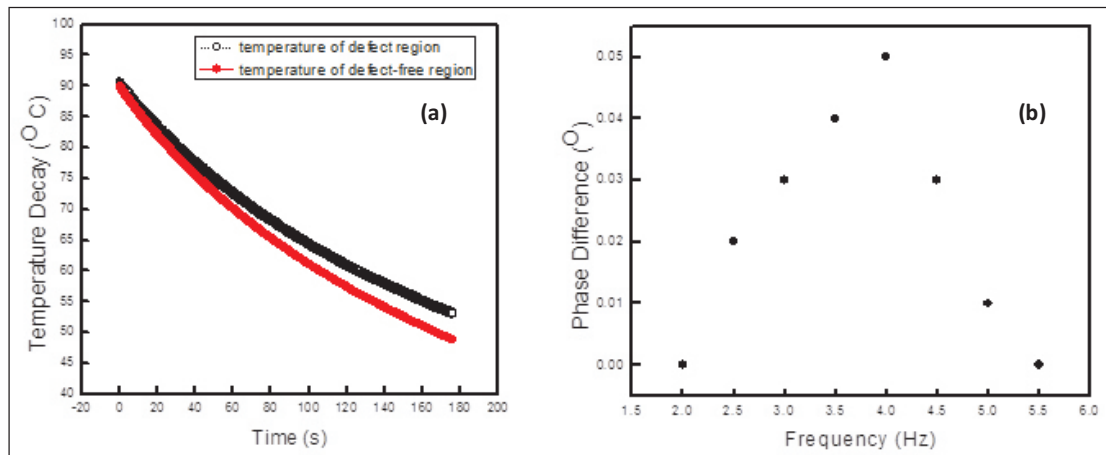 100
95
90
85
80
75
70
65
60
55
50
45
40
-20 0 20 40 60 80 100 120 140 160 180 200
Temperature Decay (O C)
Time (s)
temperature of defect region
temperature of defect-free region
(a)
0.05
0.04
0.03
0.02
0.01
0.00
1.5 2.0 2.5 3.0 3.5 4.0 4.5 5.0 5.5 6.0
Phase Difference (O)
Frequency (Hz)
(b)